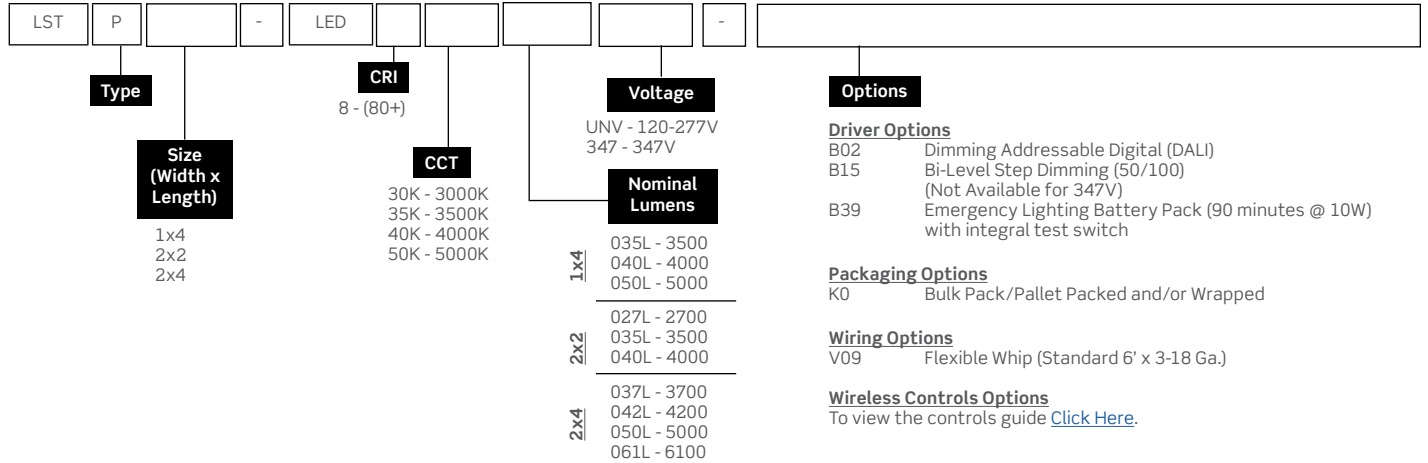 LST P - LED -
Type
Size
(Width x
Length)
1x4
2x2
2x4
CRI
8 - (80+)
CCT
30K - 3000K
35K - 3500K
40K - 4000K
50K - 5000K
Voltage
UNV - 120-277V
347 - 347V
Nominal
Lumens
1x4
035L - 3500
040L - 4000
050L - 5000
2x2
027L - 2700
035L - 3500
040L - 4000
2x4
037L - 3700
042L - 4200
050L - 5000
061L - 6100
Options
Driver Options
B02 Dimming Addressable Digital (DALI)
B15 Bi-Level Step Dimming (50/100)
(Not Available for 347V)
B39 Emergency Lighting Battery Pack (90 minutes @ 10W)
with integral test switch
Packaging Options
K0 Bulk Pack/Pallet Packed and/or Wrapped
Wiring Options
V09 Flexible Whip (Standard 6’ x 3-18 Ga.)
Wireless Controls Options
To view the controls guide Click Here.